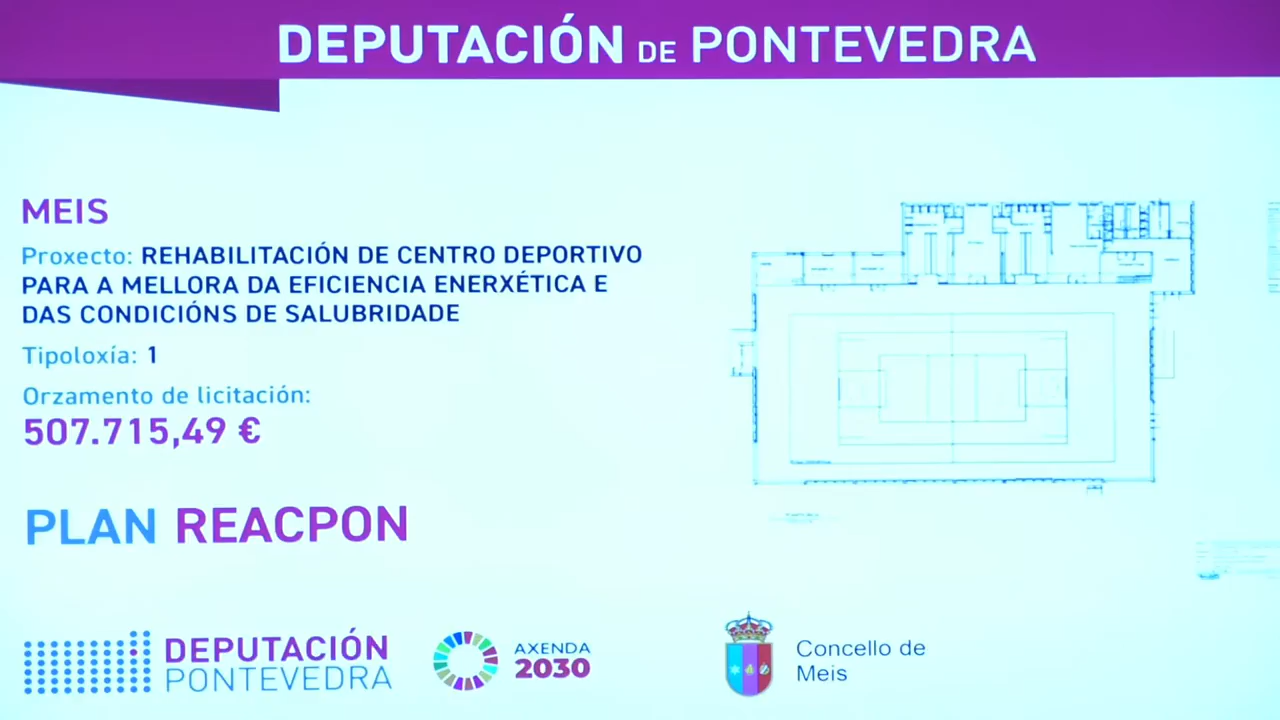 DEPUTACIÓN DE PONTEVEDRA
MEIS
Proxecto: REHABILITACIÓN DE CENTRO DEPORTIVO
PARA A MELLORA DA EFICIENCIA ENERXÉTICA E
DAS CONDICIÓNS DE SALUBRIDADE
Tipoloxía: 1
Orzamento de licitación:
507.715,49 €
PLAN REACPON
DEPUTACIÓN
PONTEVEDRA
AXENDA
2030
Concello de
Meis